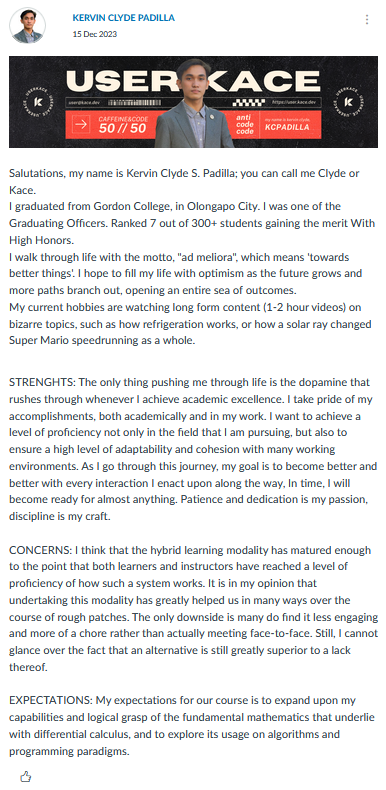 KERVIN CLYDE PADILLA
15 Dec 2023
USER KACE
user.kace.dev
https://user.kace.dev
CAFFEINE&CODE
50 // 50
anti
code
code
my name is kervin clyde.
KCPADILLA
Salutations, my name is Kervin Clyde S. Padilla; you can call me Clyde or
Kace.
I graduated from Gordon College, in Olongapo City. I was one of the
Graduating Officers. Ranked 7 out of 300+ students gaining the merit With
High Honors.
I walk through life with the motto, "ad meliora", which means 'towards
better things'. I hope to fill my life with optimism as the future grows and
more paths branch out, opening an entire sea of outcomes.
My current hobbies are watching long form content (1-2 hour videos) on
bizarre topics, such as how refrigeration works, or how a solar ray changed
Super Mario speedrunning as a whole.
STRENGHTS: The only thing pushing me through life is the dopamine that
rushes through whenever I achieve academic excellence. I take pride of my
accomplishments, both academically and in my work. I want to achieve a
level of proficiency not only in the field that I am pursuing, but also to
ensure a high level of adaptability and cohesion with many working
environments. As I go through this journey, my goal is to become better and
better with every interaction I enact upon along the way, In time, I will
become ready for almost anything. Patience and dedication is my passion,
discipline is my craft.
CONCERNS: I think that the hybrid learning modality has matured enough
to the point that both learners and instructors have reached a level of
proficiency of how such a system works. It is in my opinion that
undertaking this modality has greatly helped us in many ways over the
course of rough patches. The only downside is many do find it less engaging
and more of a chore rather than actually meeting face-to-face. Still, I cannot
glance over the fact that an alternative is still greatly superior to a lack
thereof.
EXPECTATIONS: My expectations for our course is to expand upon my
capabilities and logical grasp of the fundamental mathematics that underlie
with differential calculus, and to explore its usage on algorithms and
programming paradigms.